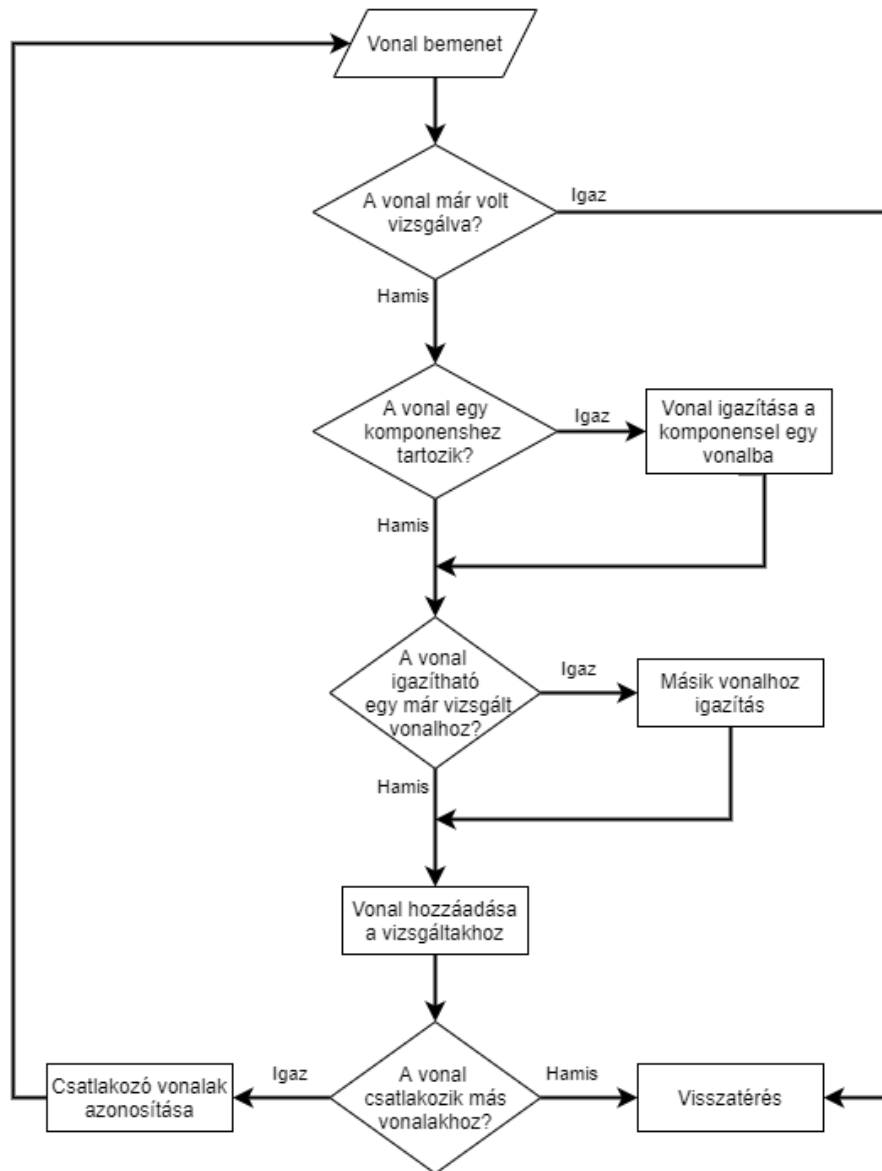 Vonal bemenet
A vonal már volt
vizsgálva?
Igaz
Hamis
A vonal egy
komponenshez
tartozik?
Igaz
Vonal igazítása a
komponensel egy
vonalba
Hamis
A vonal
igazítható
egy már vizsgált
vonalhoz?
Igaz
Másik vonalhoz
igazítás
Hamis
Vonal hozzáadása
a vizsgáltakhoz
A vonal
csatlakozik más
vonalakhoz?
Igaz
Csatlakozó vonalak
azonosítása
Hamis
Visszatérés